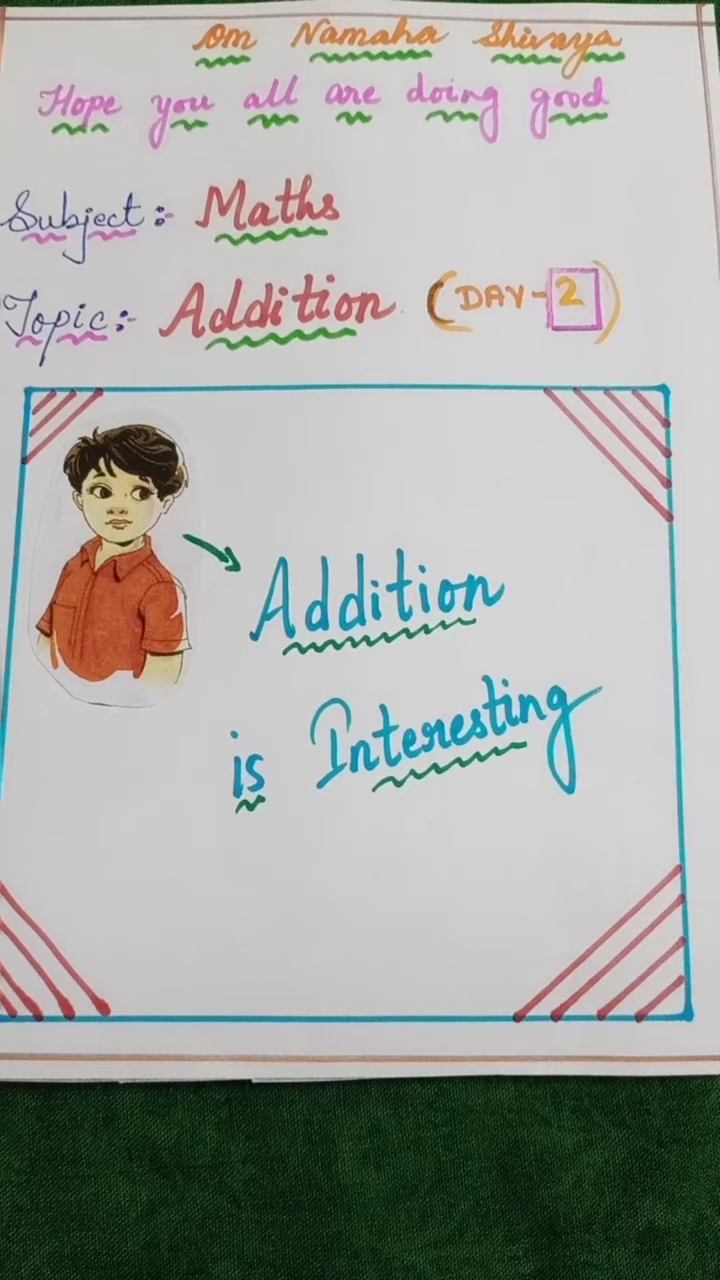 Om Namaha Shivaya
Hope you all are doing good
Subject:- Maths
Topic:- Addition (DAY-2)
Addition
is Interesting